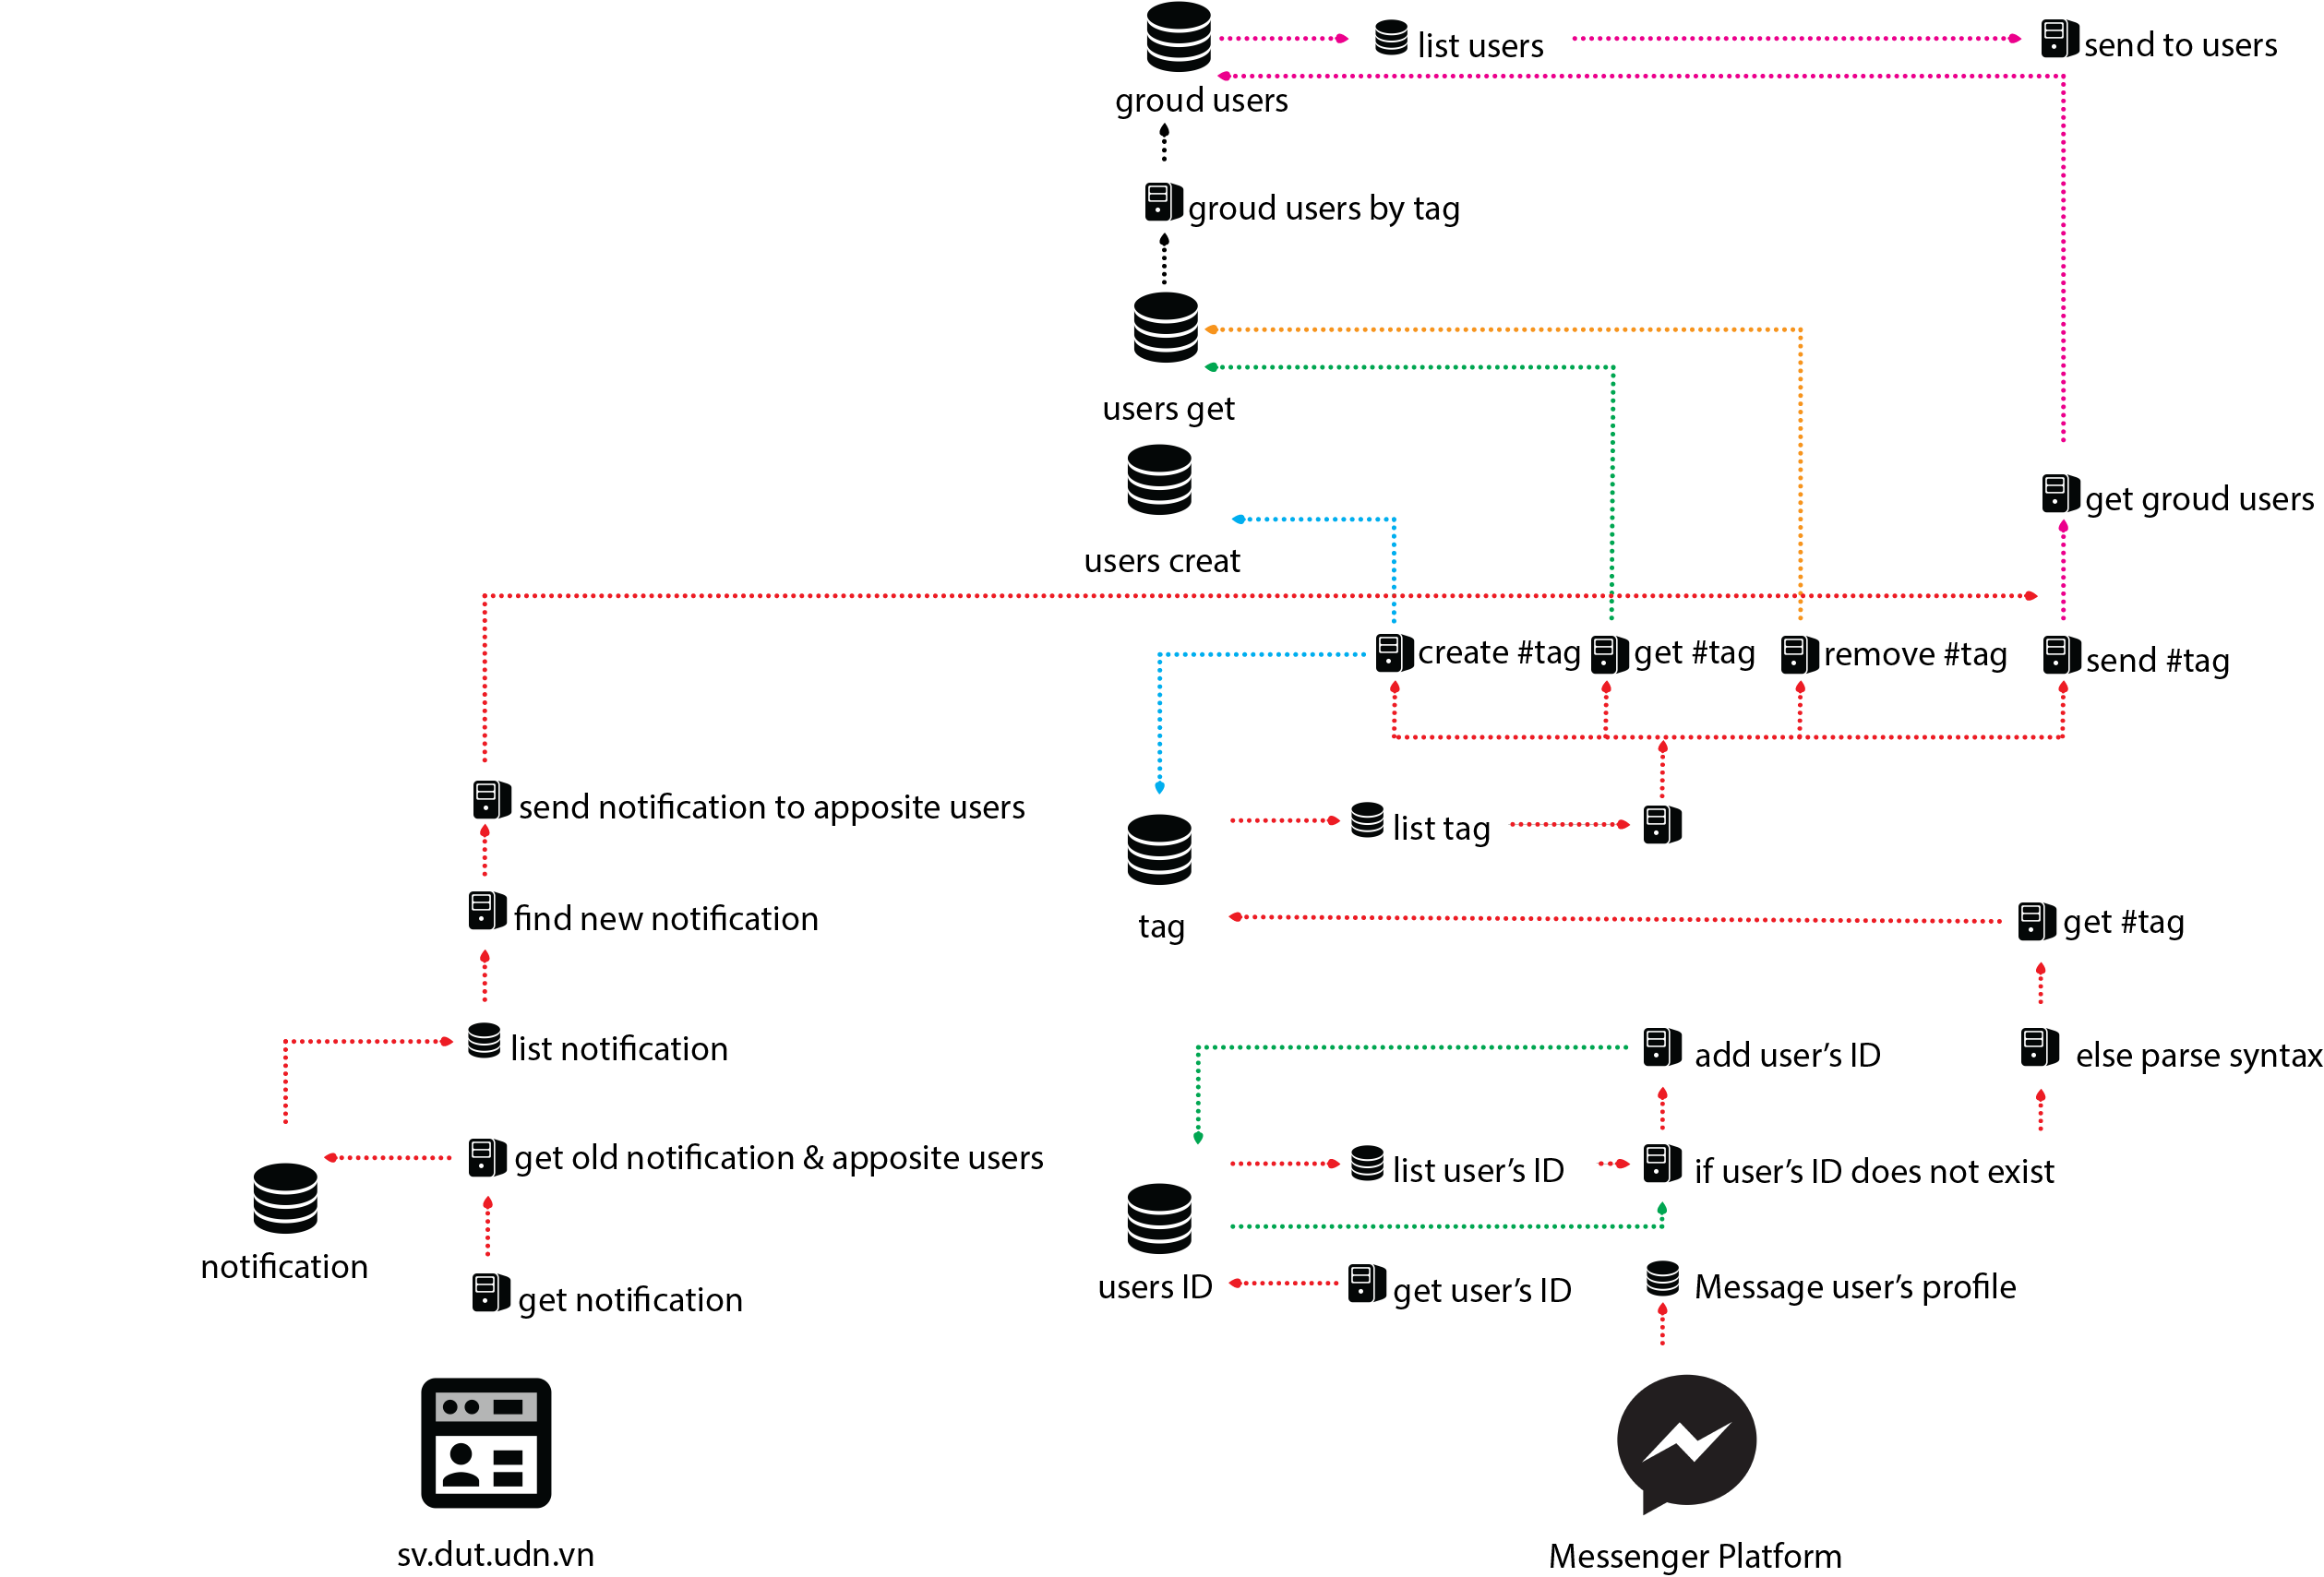 list users
send to users
groud users
groud users by tag
users get
get groud users
users creat
create #tag
get #tag
remove #tag
send #tag
send notification to apposite users
list tag
find new notification
tag
get #tag
list notification
add user’s ID
else parse syntax
get old notification & apposite users
list user’s ID
if user’s ID does not exist
notification
users ID
get user’s ID
Message user’s profile
get notification
sv.dut.udn.vn
Messenger Platform